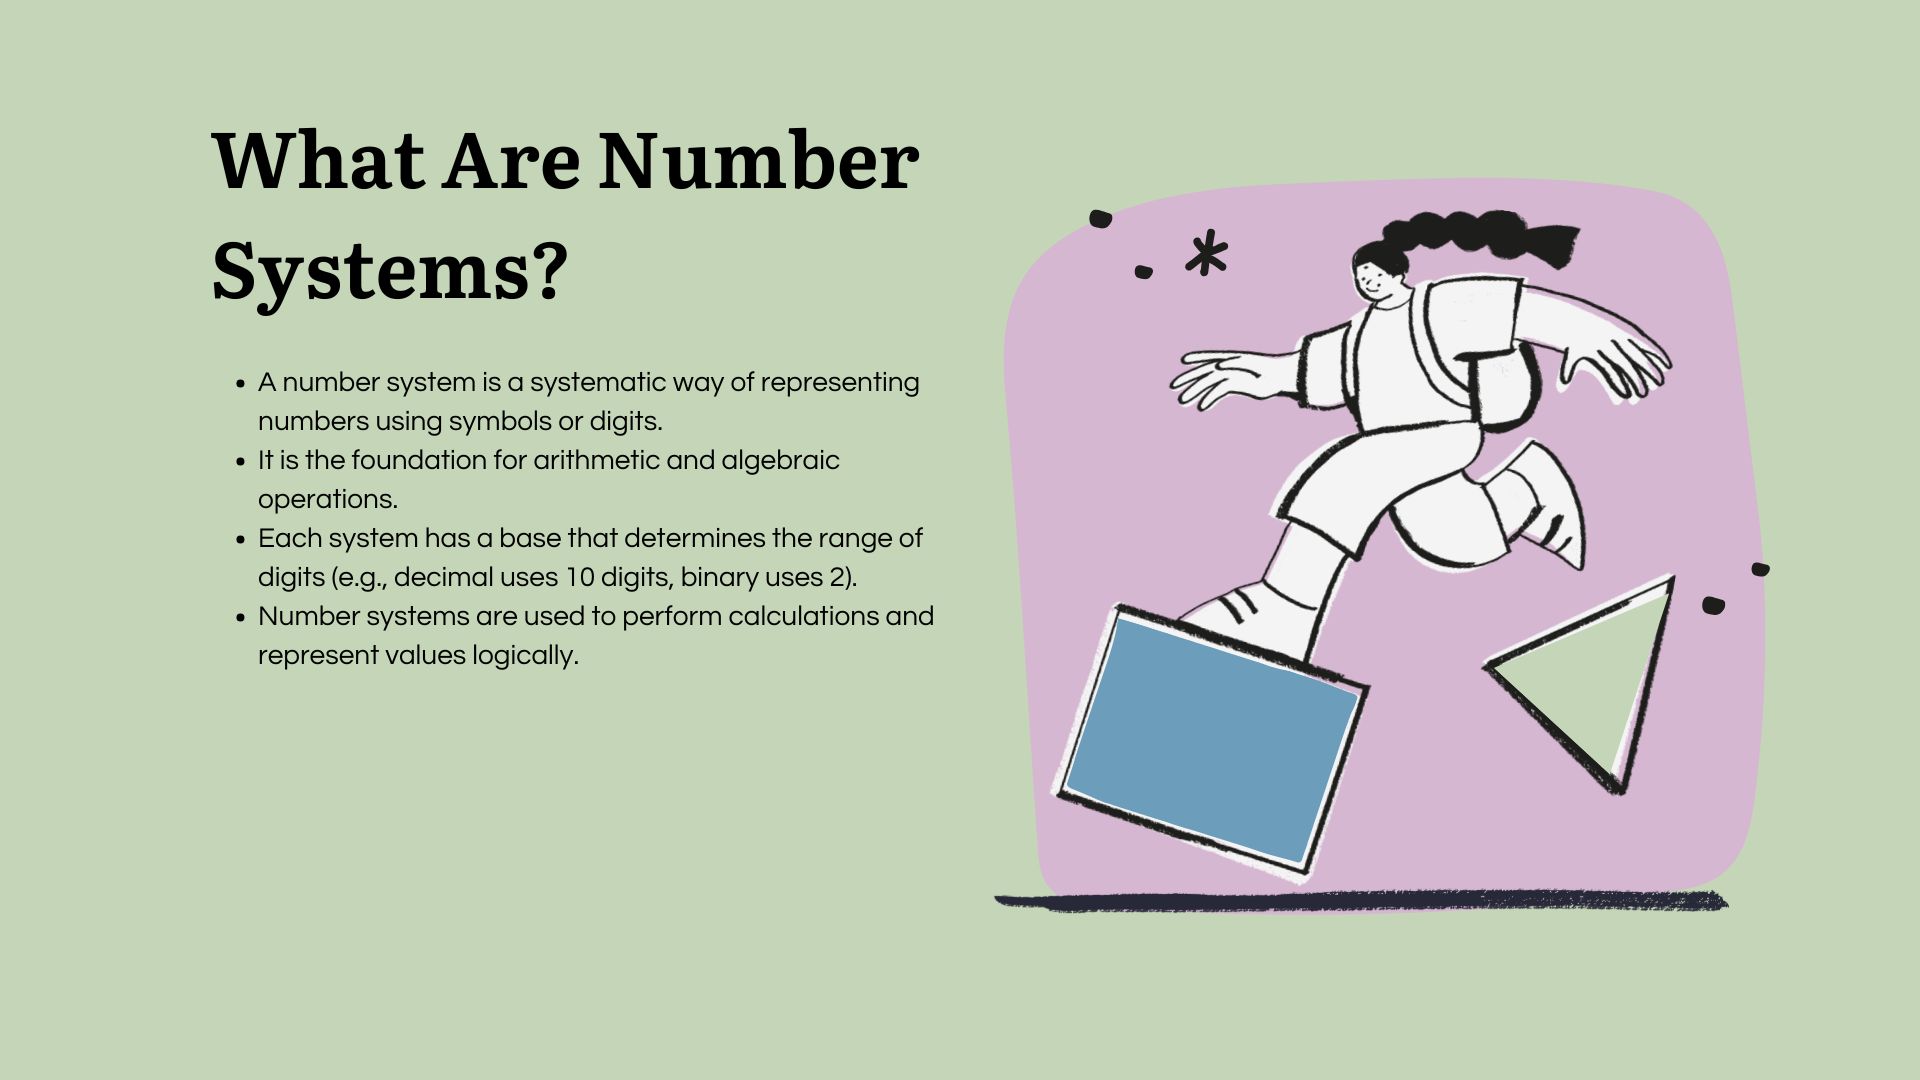 What Are Number
Systems?
• A number system is a systematic way of representing
numbers using symbols or digits.
• It is the foundation for arithmetic and algebraic
operations.
• Each system has a base that determines the range of
digits (e.g., decimal uses 10 digits, binary uses 2).
• Number systems are used to perform calculations and
represent values logically.